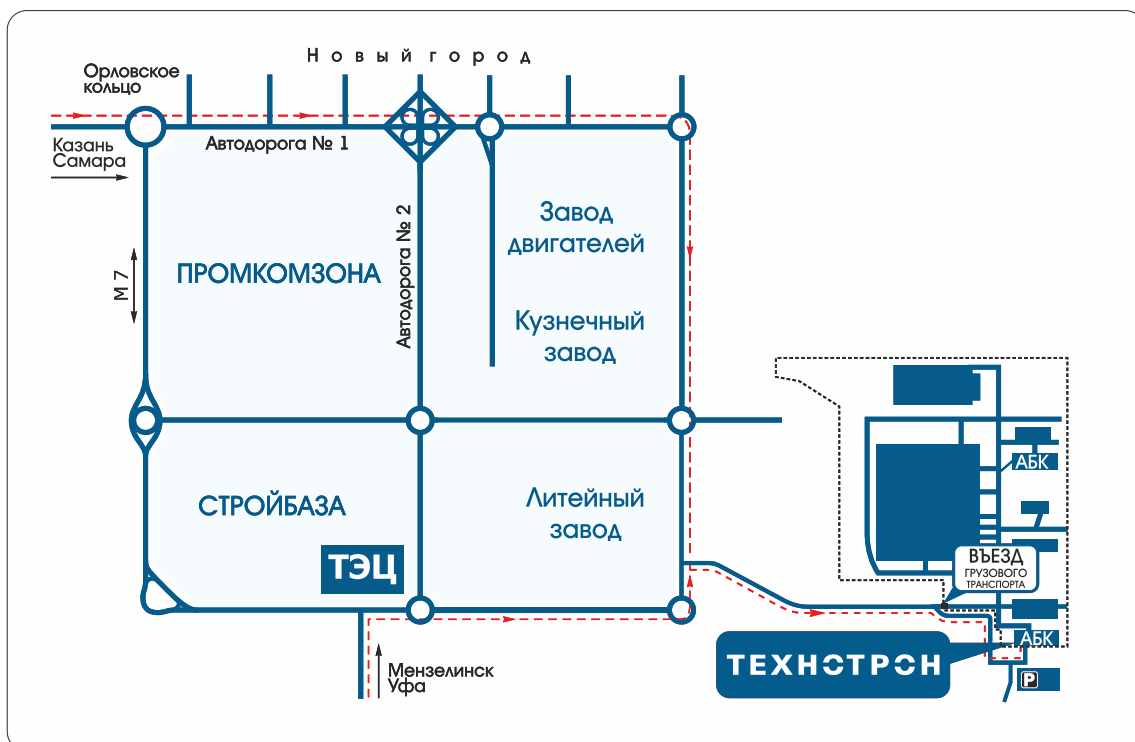 Новый город
Орловское
кольцо
Автодорога № 1
Казань
Самара
М 7
Автодорога № 2
ПРОМКОМЗОНА
Завод
двигателей
Кузнечный
завод
СТРОЙБАЗА
Литейный
завод
ТЭЦ
Мензелинск
Уфа
АБК
ВЪЕЗД
ГРУЗОВОГО
ТРАНСПОРТА
АБК
ТЕХНОТРОН
P